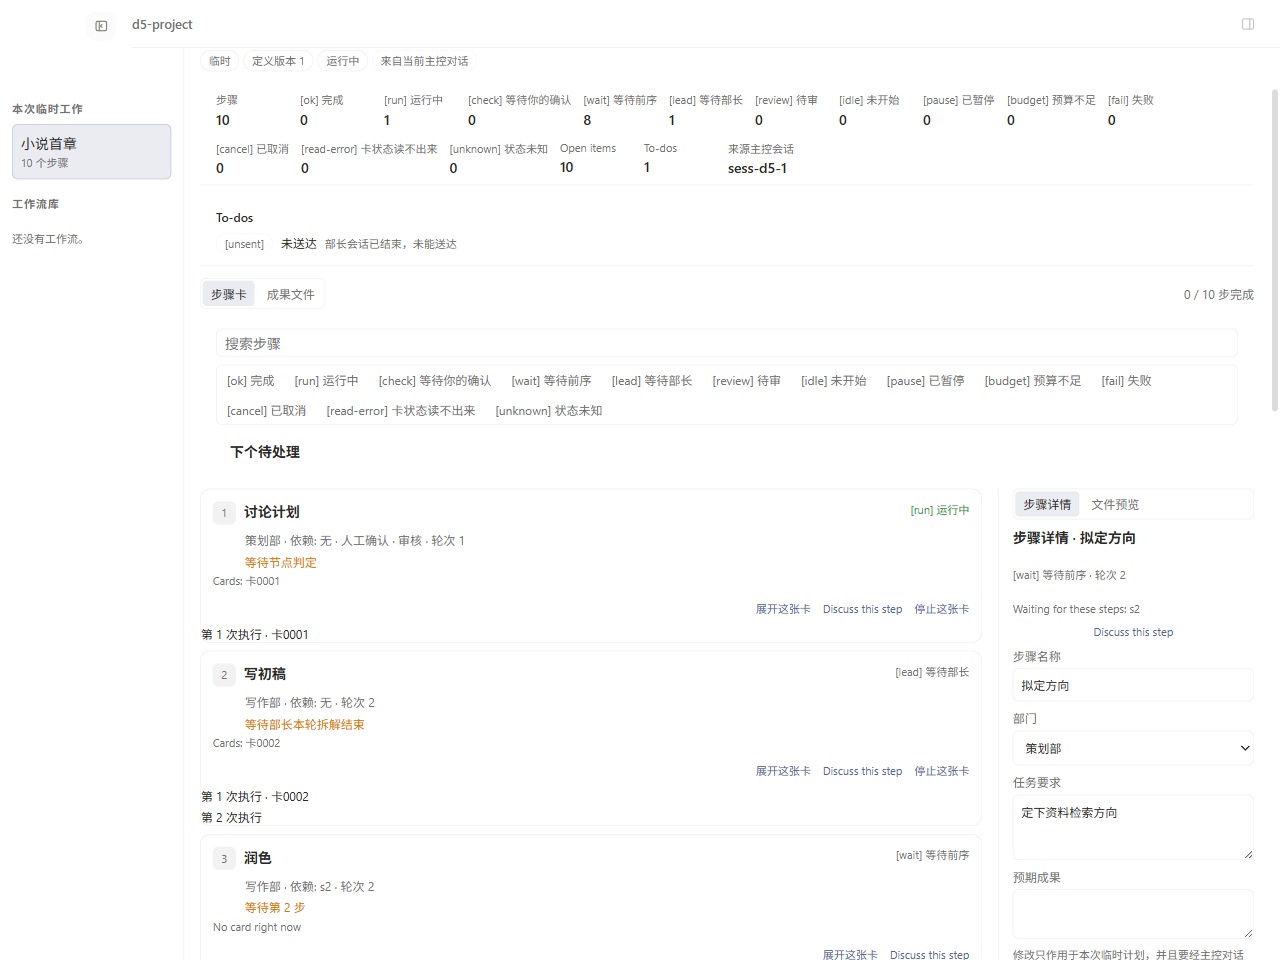 d5-project
临时 定义版本 1 运行中 来自当前主控对话
本次临时工作
小说首章
10 个步骤
工作流库
还没有工作流。
步骤 [ok] 完成 [run] 运行中 [check] 等待你的确认 [wait] 等待前序 [lead] 等待部长 [review] 待审 [idle] 未开始 [pause] 已暂停 [budget] 预算不足 [fail] 失败
10 0 1 0 8 1 0 0 0 0 0
[cancel] 已取消 [read-error] 卡状态读不出来 [unknown] 状态未知 Open items To-dos 来源主控会话
0 0 0 10 1 sess-d5-1
To-dos
[unsent] 未送达 部长会话已结束，未能送达
步骤卡 成果文件 0 / 10 步完成
搜索步骤
[ok] 完成 [run] 运行中 [check] 等待你的确认 [wait] 等待前序 [lead] 等待部长 [review] 待审 [idle] 未开始 [pause] 已暂停 [budget] 预算不足 [fail] 失败
[cancel] 已取消 [read-error] 卡状态读不出来 [unknown] 状态未知
下个待处理
1 讨论计划 [run] 运行中
策划部 · 依赖: 无 · 人工确认 · 审核 · 轮次 1
等待节点判定
Cards: 卡0001
展开这张卡 Discuss this step 停止这张卡
第 1 次执行 · 卡0001
2 写初稿 [lead] 等待部长
写作部 · 依赖: 无 · 轮次 2
等待部长本轮拆解结束
Cards: 卡0002
展开这张卡 Discuss this step 停止这张卡
第 1 次执行 · 卡0002
第 2 次执行
3 润色 [wait] 等待前序
写作部 · 依赖: s2 · 轮次 2
等待第 2 步
No card right now
展开这张卡 Discuss this step
步骤详情 文件预览
步骤详情 · 拟定方向
[wait] 等待前序 · 轮次 2
Waiting for these steps: s2
Discuss this step
步骤名称
拟定方向
部门
策划部
任务要求
定下资料检索方向
预期成果
修改只作用于本次临时计划，并且要经主控对话